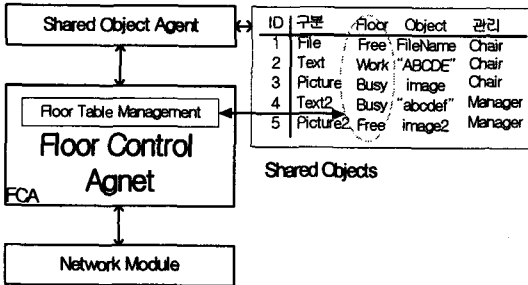 Shared Object Agent
ID 구분 Floor Object 관리
1 File Free FileName Chair
2 Text Work "ABCDE" Chair
3 Picture Busy image Chair
4 Text2 Busy "abcdef" Manager
5 Picture2 Free image2 Manager
Floor Table Management
Floor Control
Agnet
FCA
Shared Objects
Network Module